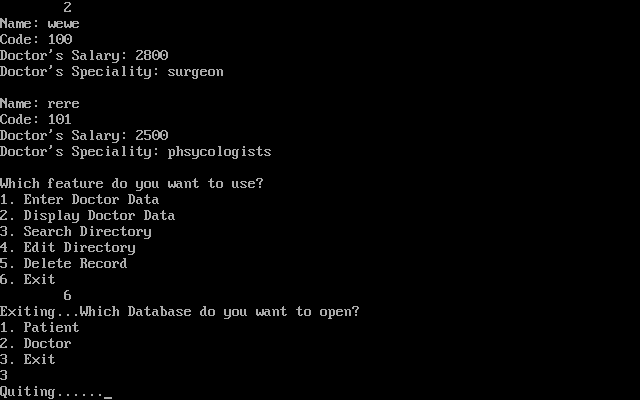 2
Name: wewe
Code: 100
Doctor's Salary: 2800
Doctor's Speciality: surgeon
Name: rere
Code: 101
Doctor's Salary: 2500
Doctor's Speciality: phsycologists
Which feature do you want to use?
1. Enter Doctor Data
2. Display Doctor Data
3. Search Directory
4. Edit Directory
5. Delete Record
6. Exit
6
Exiting...Which Database do you want to open?
1. Patient
2. Doctor
3. Exit
3
Quiting......_